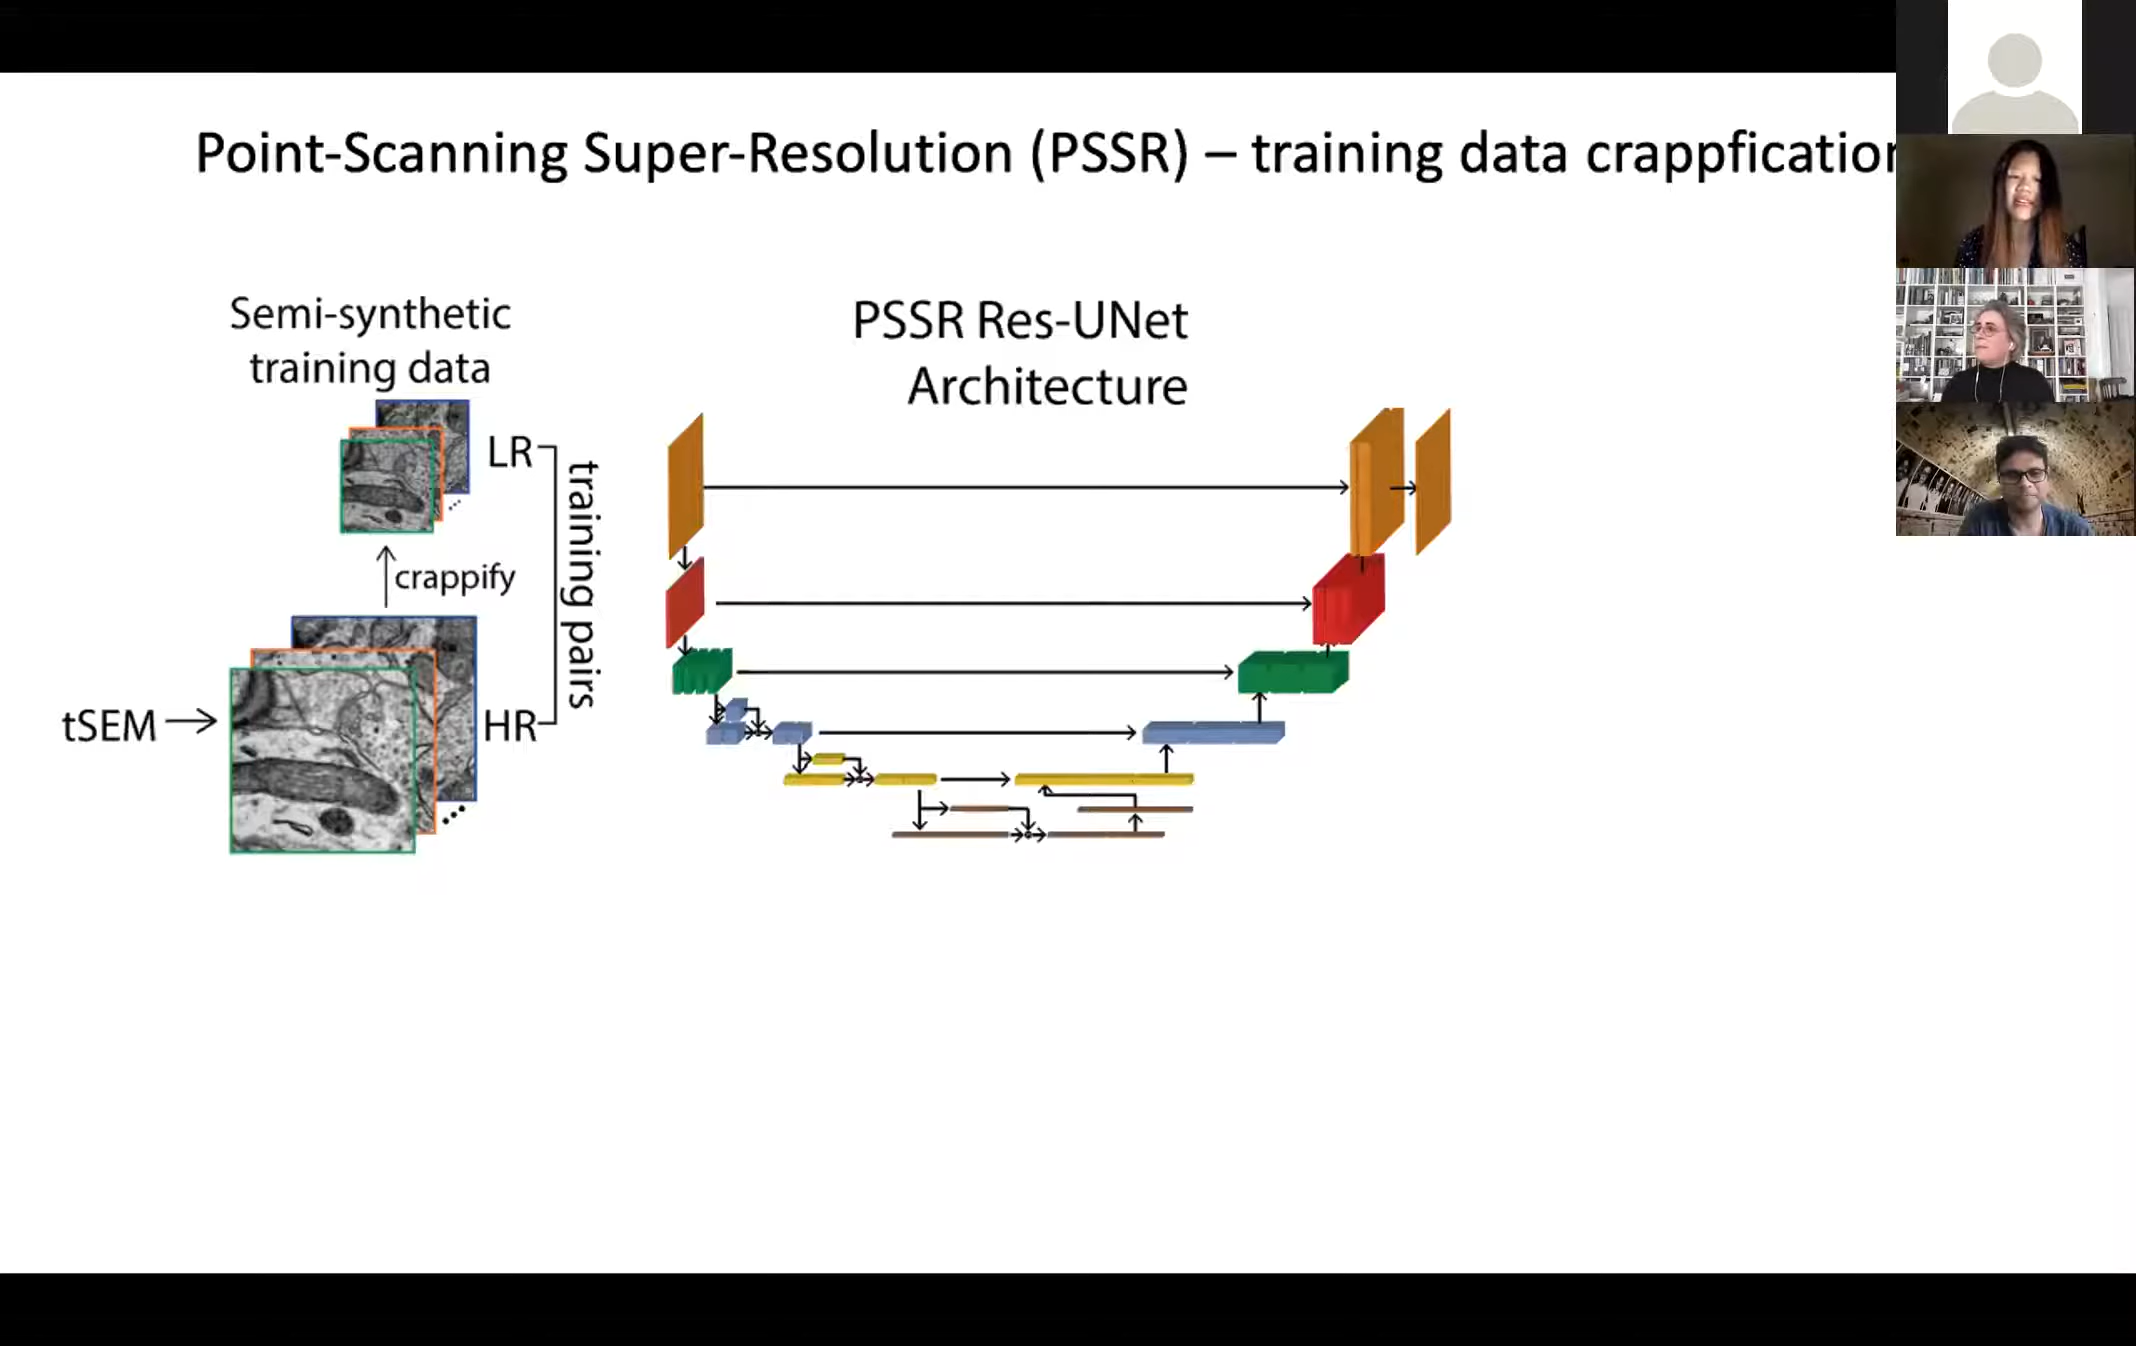 Point-Scanning Super-Resolution (PSSR) – training data crappfication
Semi-synthetic
training data
LR
crappify
training pairs
tSEM
HR
PSSR Res-UNet
Architecture